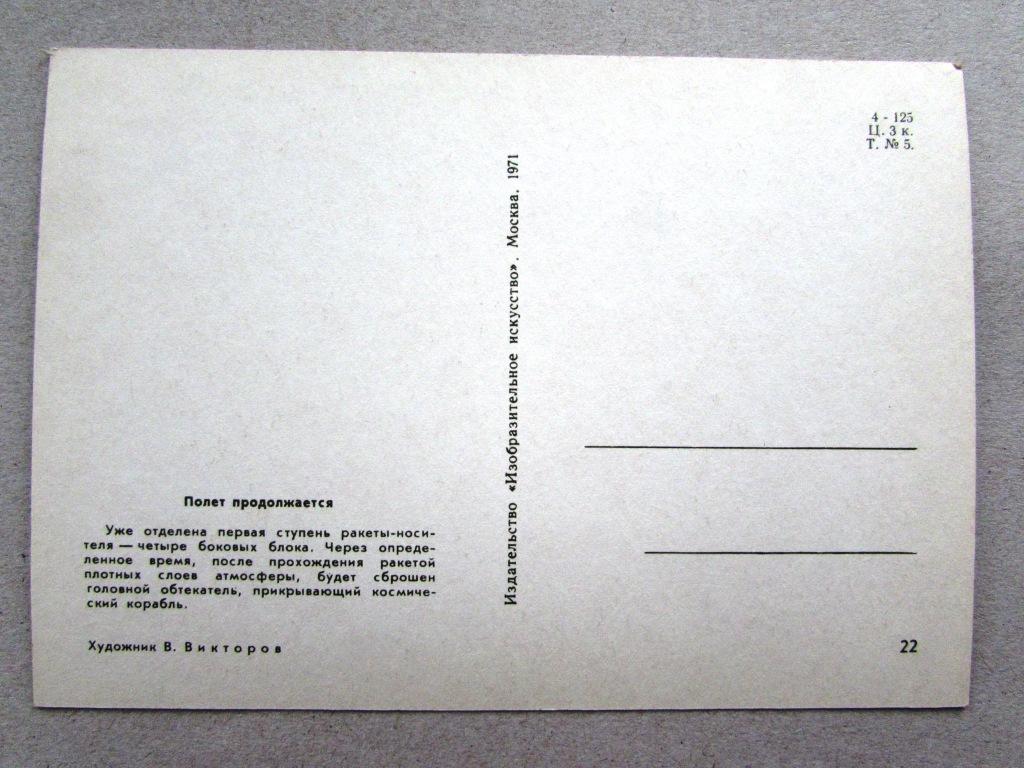 4 - 125
Ц. 3 к.
Т. № 5.
Издательство «Изобразительное искусство». Москва. 1971
Полет продолжается
Уже отделена первая ступень ракеты-носи-
теля — четыре боковых блока. Через опреде-
ленное время, после прохождения ракетой
плотных слоев атмосферы, будет сброшен
головной обтекатель, прикрывающий космиче-
ский корабль.
Художник В. Викторов
22